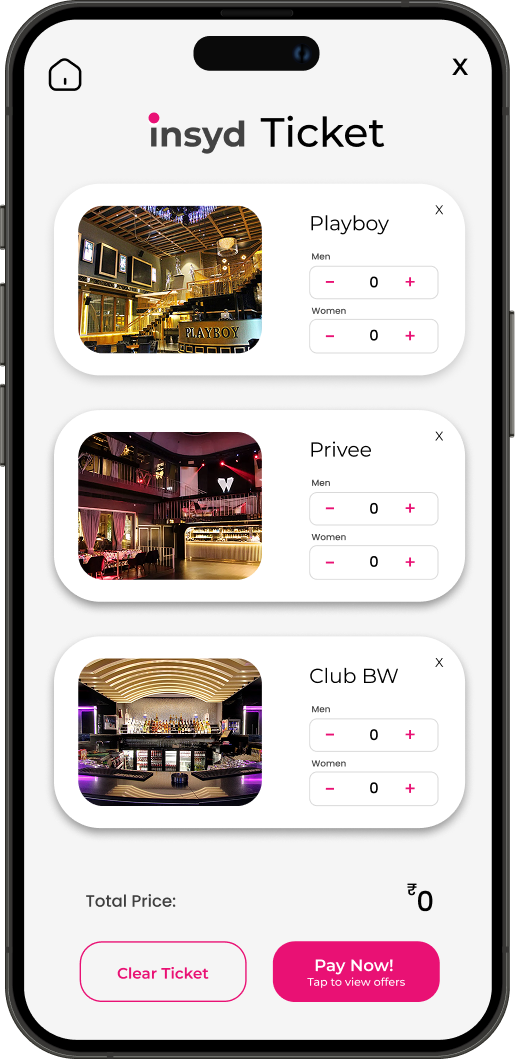 X
insyd Ticket
Playboy
X
Men
- 0 +
Women
- 0 +
PLAYBOY
Privee
X
Men
- 0 +
Women
- 0 +
W
Club BW
X
Men
- 0 +
Women
- 0 +
Total Price:
₹0
Clear Ticket
Pay Now!
Tap to view offers